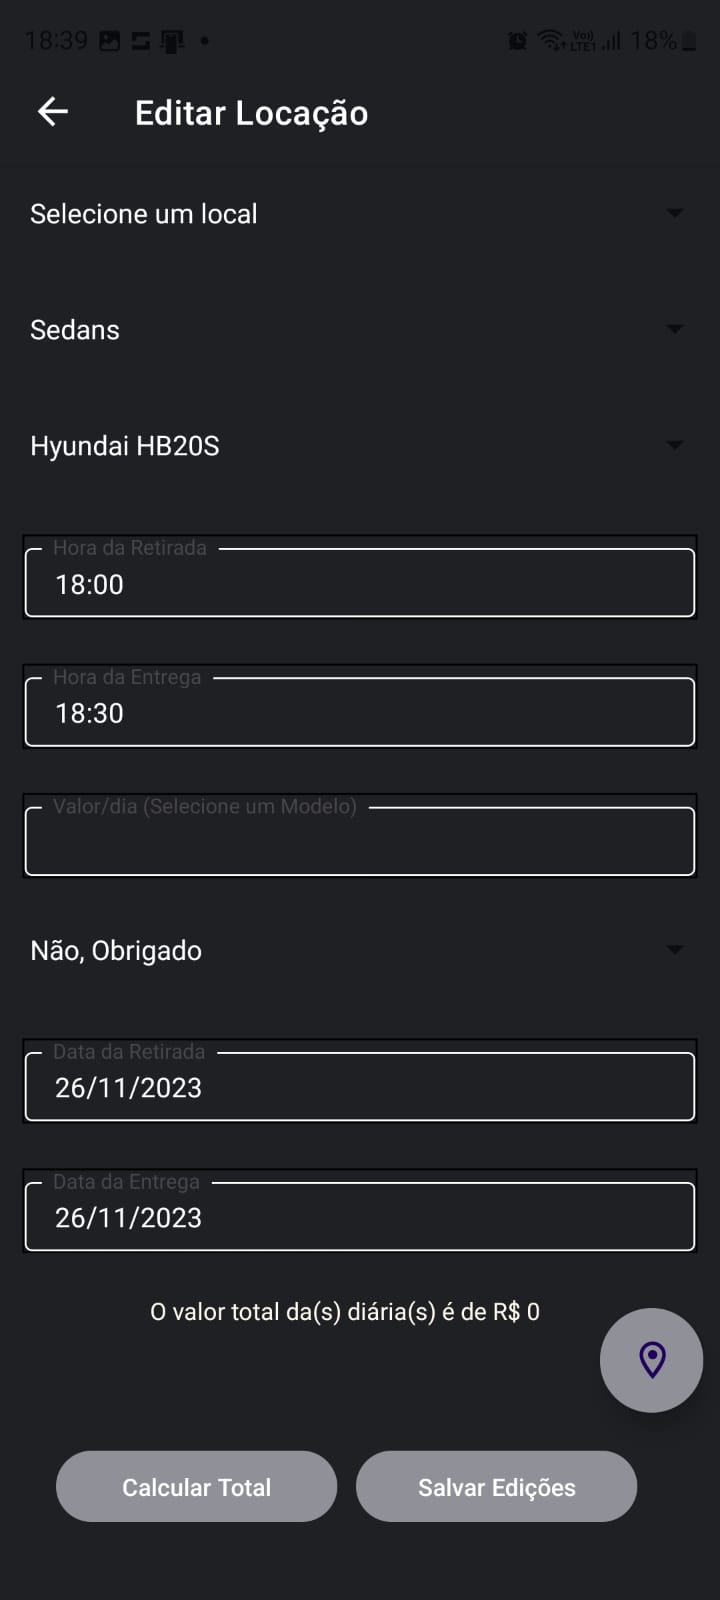 18:39 VoI) LTE1 18%
Editar Locação
Selecione um local
Sedans
Hyundai HB20S
Hora da Retirada
18:00
Hora da Entrega
18:30
Valor/dia (Selecione um Modelo)
Não, Obrigado
Data da Retirada
26/11/2023
Data da Entrega
26/11/2023
O valor total da(s) diária(s) é de R$ 0
Calcular Total Salvar Edições